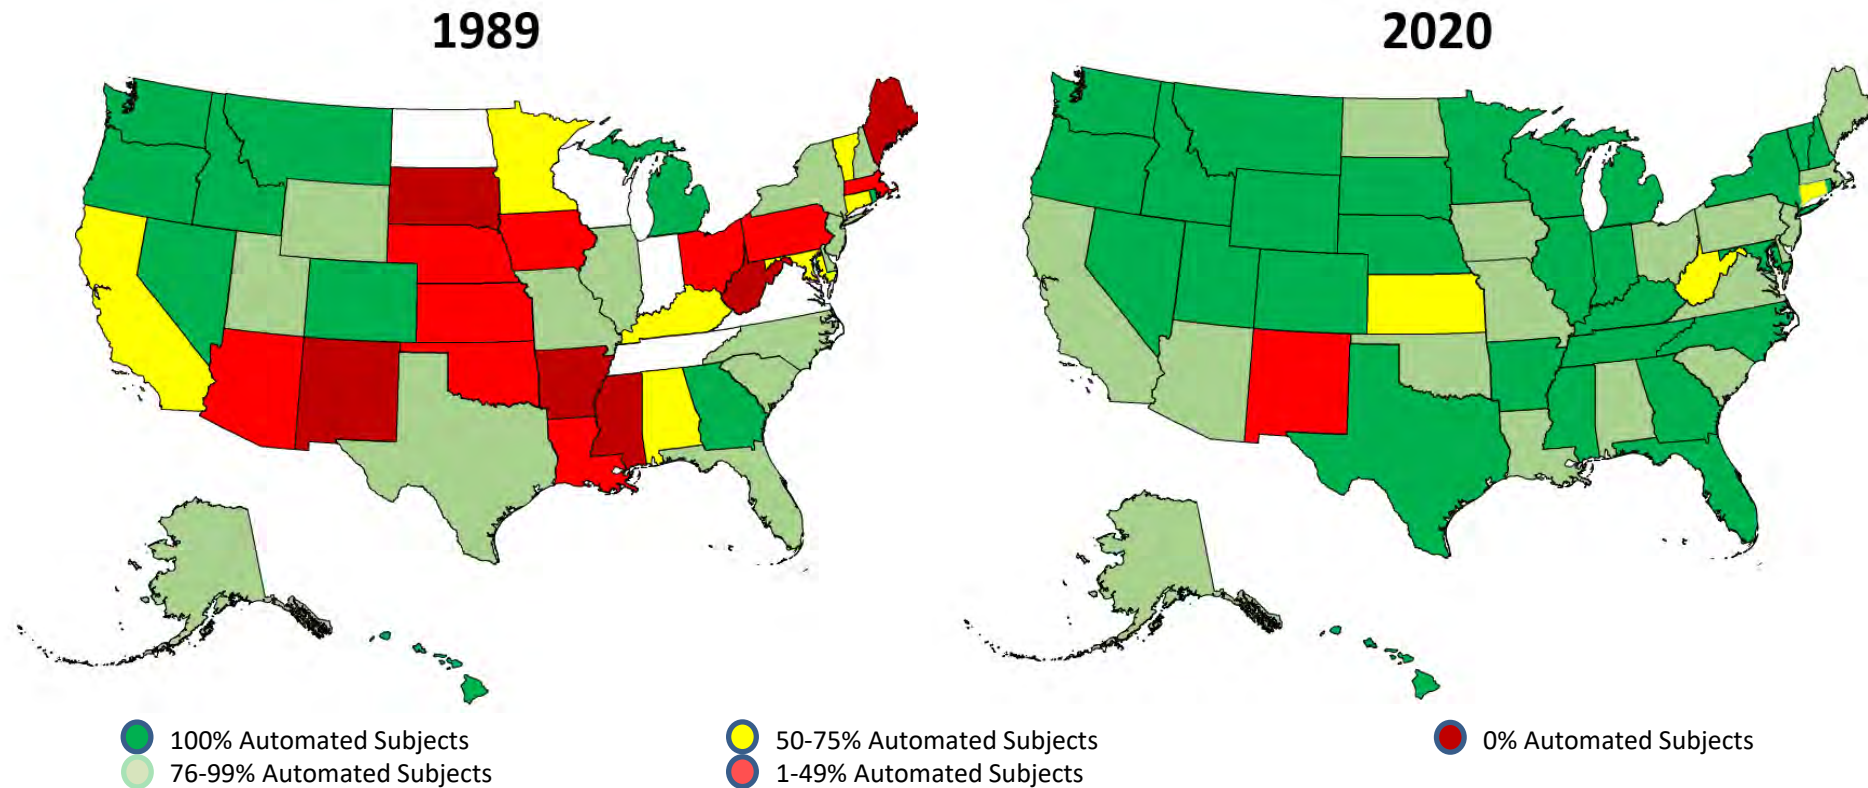 1989
2020
100% Automated Subjects
76-99% Automated Subjects
50-75% Automated Subjects
1-49% Automated Subjects
0% Automated Subjects